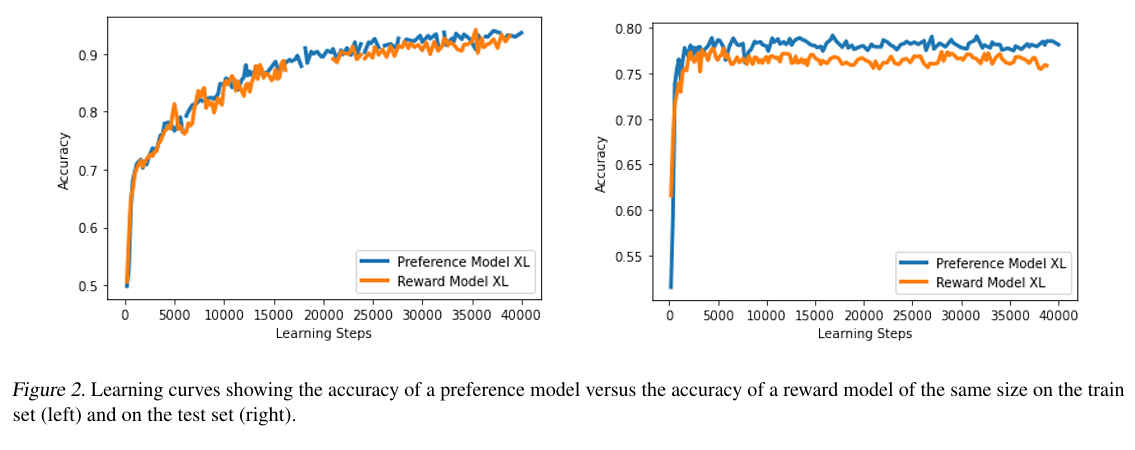 0.9
0.8
0.7
0.6
0.5
Accuracy
Preference Model XL
Reward Model XL
0 5000 10000 15000 20000 25000 30000 35000 40000
Learning Steps
0.80
0.75
0.70
0.65
0.60
0.55
Accuracy
Preference Model XL
Reward Model XL
0 5000 10000 15000 20000 25000 30000 35000 40000
Learning Steps
Figure 2. Learning curves showing the accuracy of a preference model versus the accuracy of a reward model of the same size on the train
set (left) and on the test set (right).